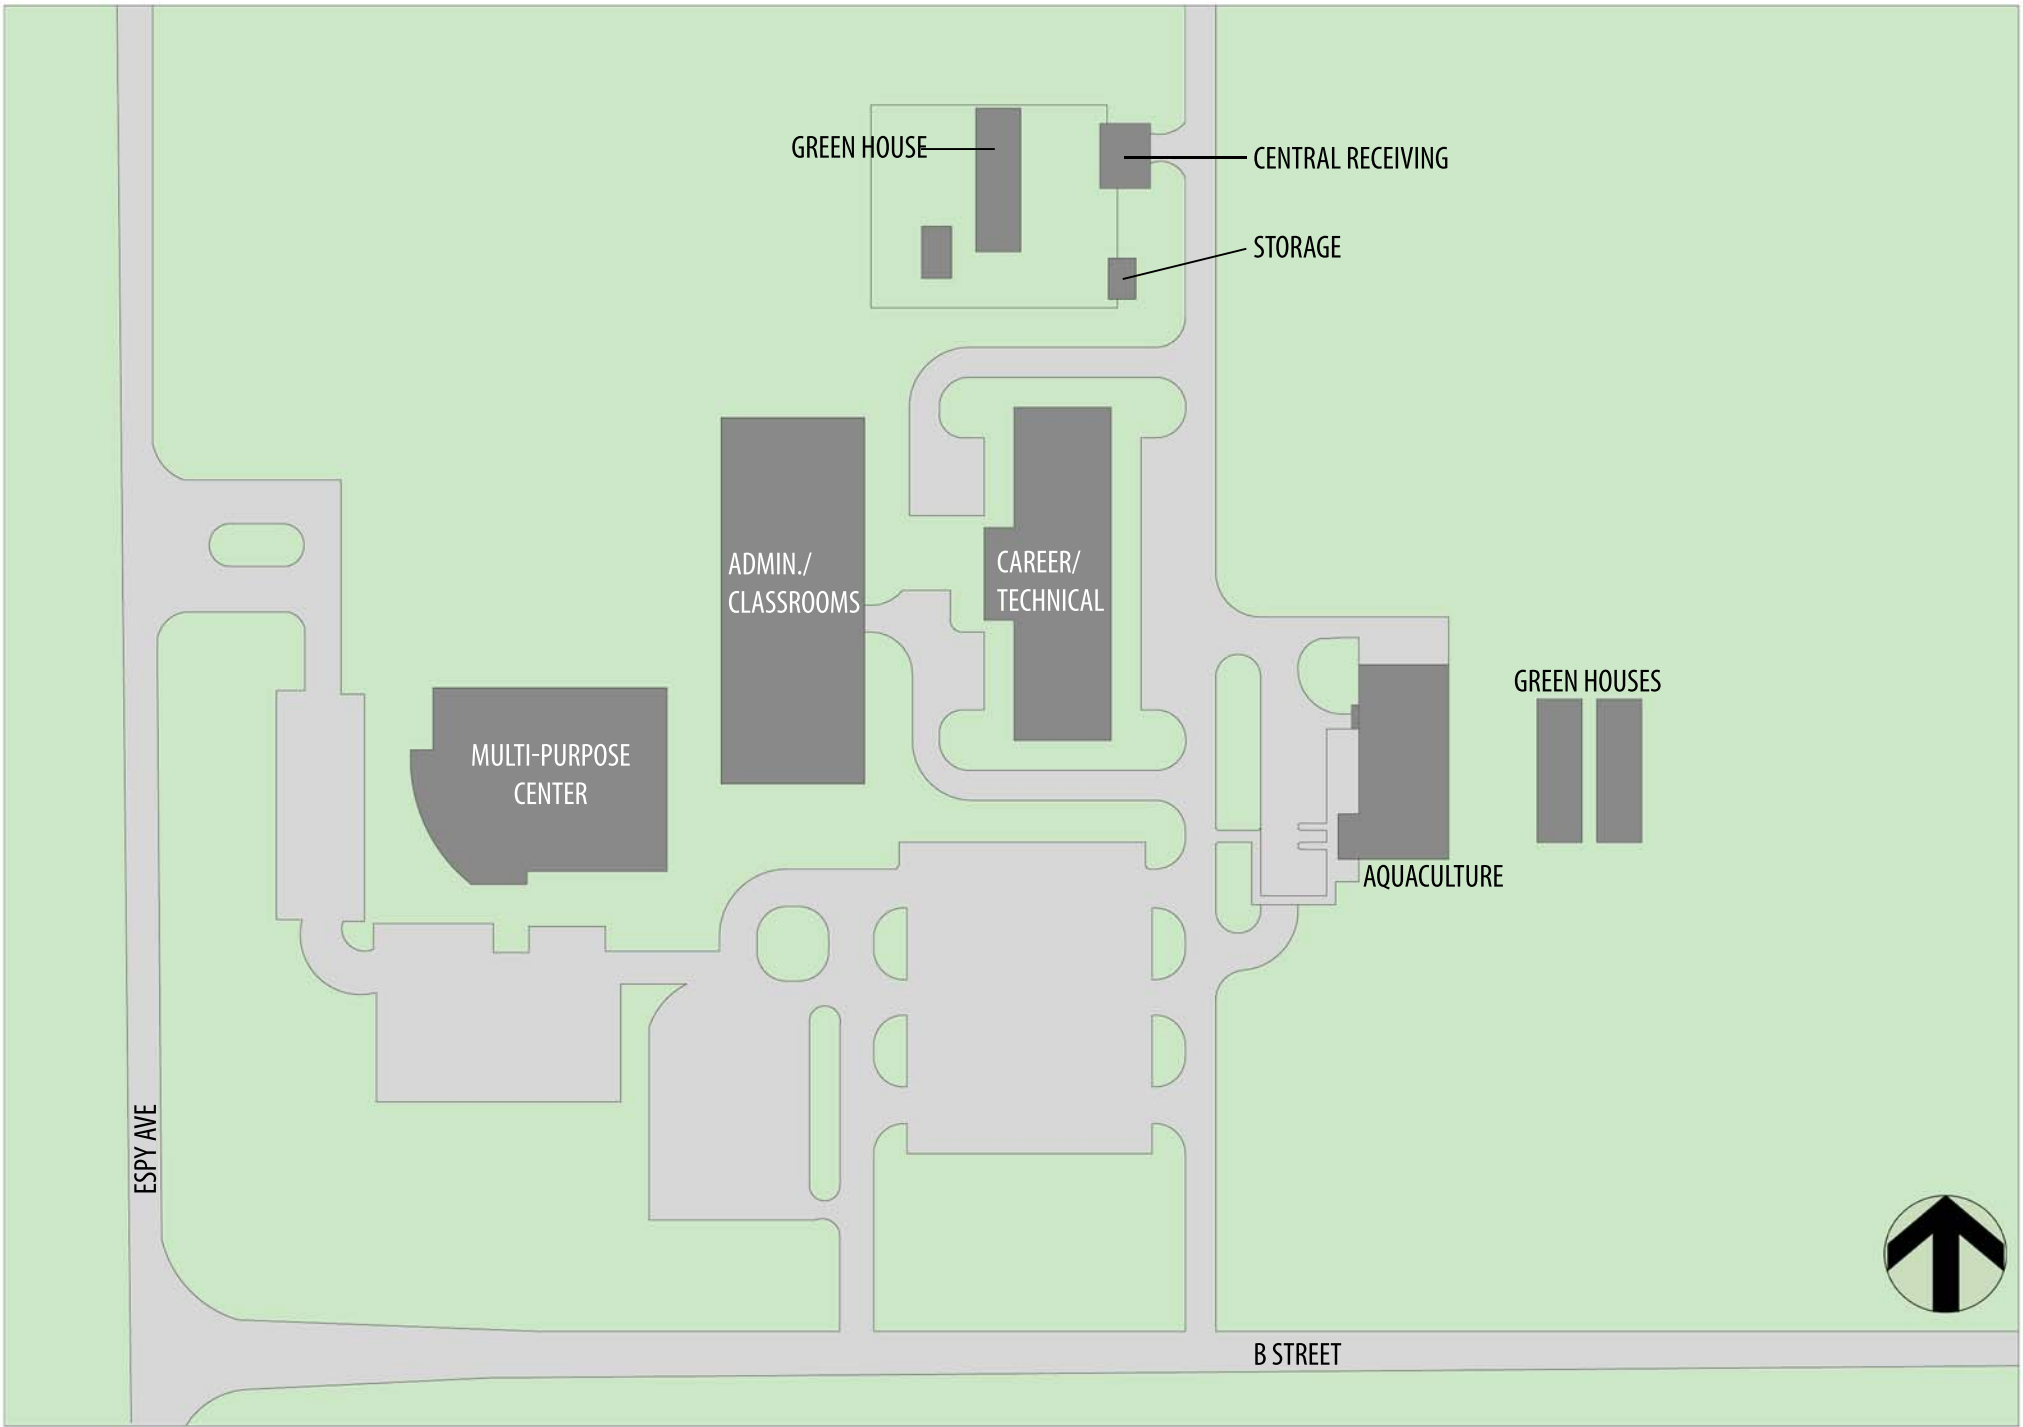 GREEN HOUSE
CENTRAL RECEIVING
STORAGE
ADMIN./
CLASSROOMS
CAREER/
TECHNICAL
GREEN HOUSES
MULTI-PURPOSE
CENTER
AQUACULTURE
ESPY AVE
B STREET